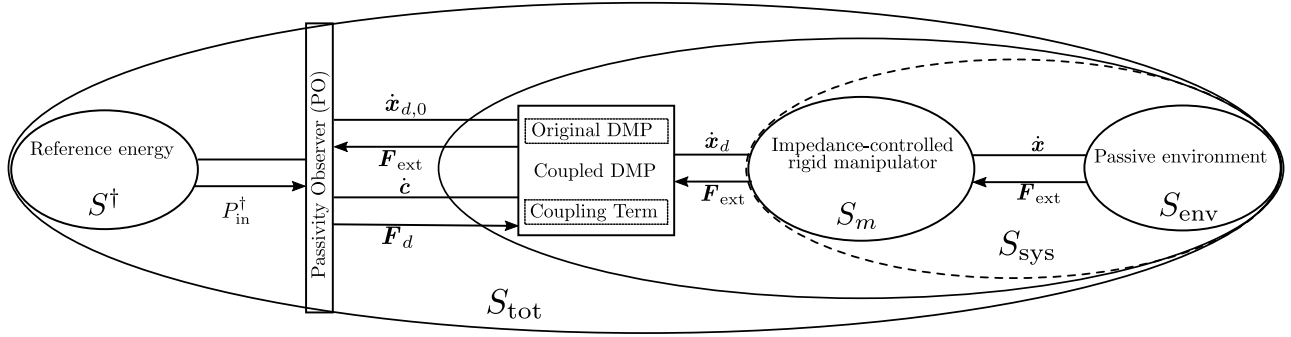 Reference energy
S†
P†in
Passivity Observer (PO)
ẋd,0
Fext
ċ
Fd
Original DMP
Coupled DMP
Coupling Term
ẋd
Fext
Impedance-controlled
rigid manipulator
Sm
ẋ
Fext
Passive environment
Senv
Ssys
Stot